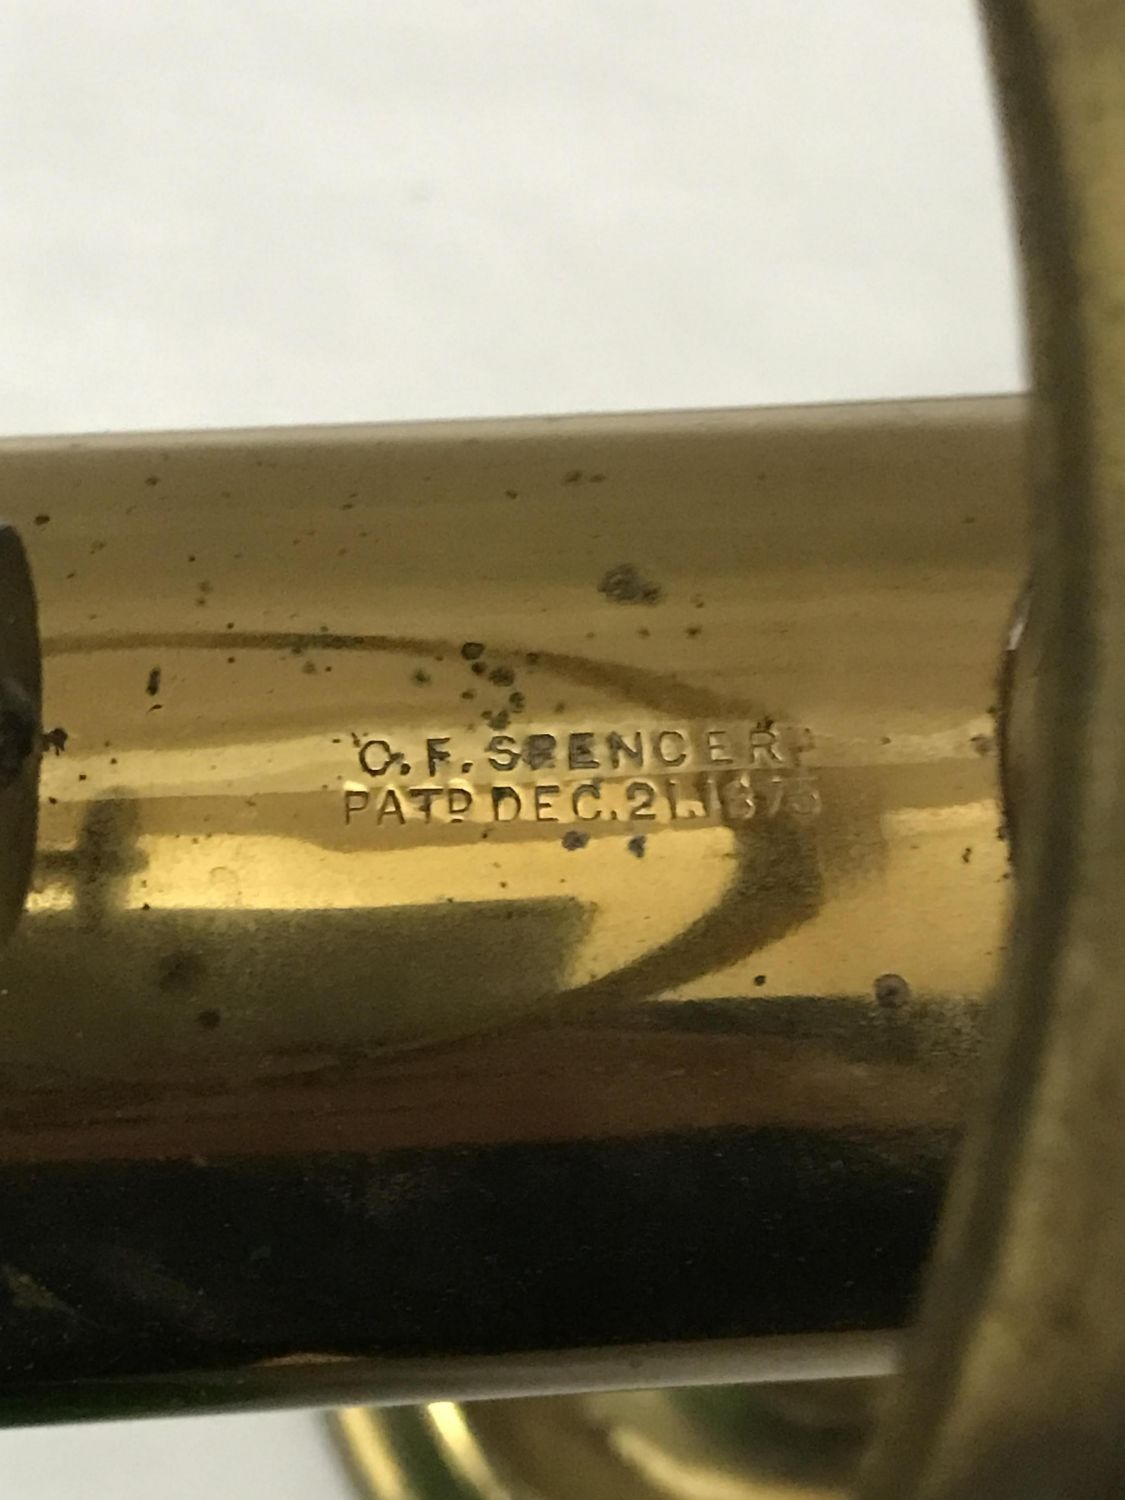 C. F. SPENCER
PATD DEC. 21. 1875